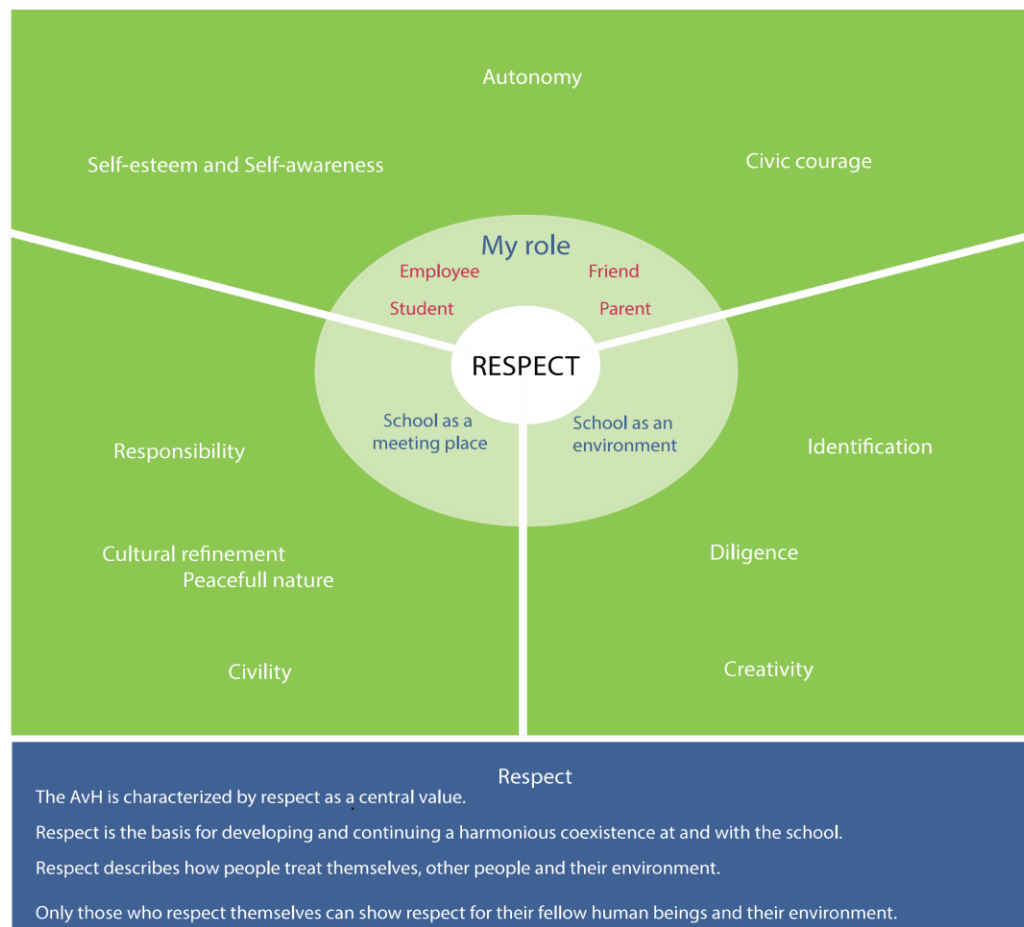 Autonomy
Self-esteem and Self-awareness
Civic courage
My role
Employee
Friend
Student
Parent
RESPECT
School as a
meeting place
School as an
environment
Responsibility
Identification
Cultural refinement
Peacefull nature
Diligence
Civility
Creativity
Respect
The AvH is characterized by respect as a central value.
Respect is the basis for developing and continuing a harmonious coexistence at and with the school.
Respect describes how people treat themselves, other people and their environment.
Only those who respect themselves can show respect for their fellow human beings and their environment.